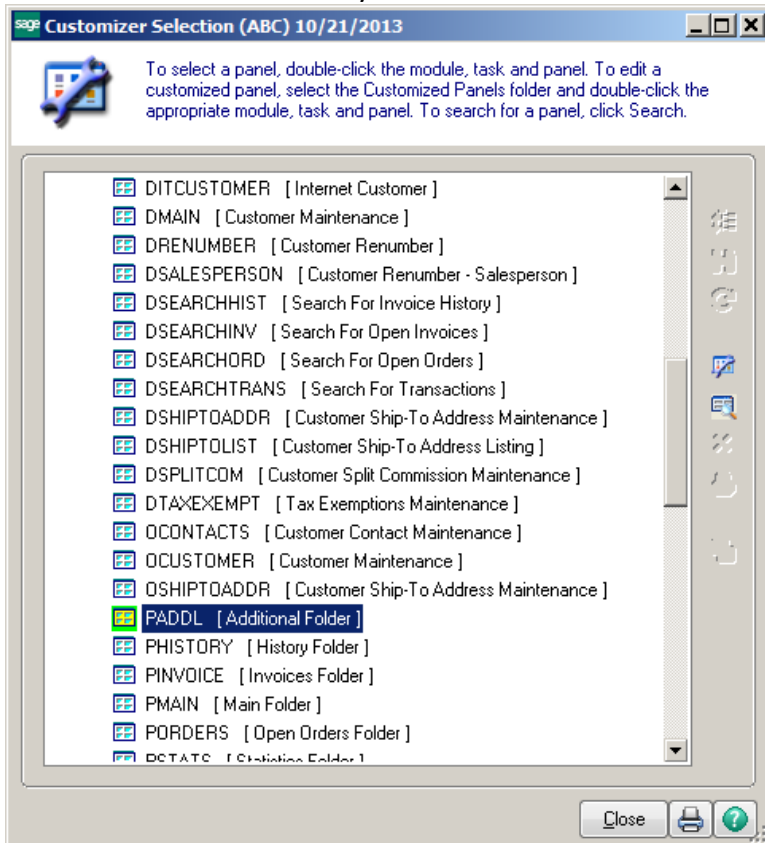 sage Customizer Selection (ABC) 10/21/2013
To select a panel, double-click the module, task and panel. To edit a
customized panel, select the Customized Panels folder and double-click the
appropriate module, task and panel. To search for a panel, click Search.
DITCUSTOMER [ Internet Customer ]
DMAIN [ Customer Maintenance ]
DRENUMBER [ Customer Renumber ]
DSALESPERSON [ Customer Renumber - Salesperson ]
DSEARCHHIST [ Search For Invoice History ]
DSEARCHINV [ Search For Open Invoices ]
DSEARCHORD [ Search For Open Orders ]
DSEARCHTRANS [ Search For Transactions ]
DSHIPTOADDR [ Customer Ship-To Address Maintenance ]
DSHIPTOLIST [ Customer Ship-To Address Listing ]
DSPLITCOM [ Customer Split Commission Maintenance ]
DTAXEXEMPT [ Tax Exemptions Maintenance ]
OCONTACTS [ Customer Contact Maintenance ]
OCUSTOMER [ Customer Maintenance ]
OSHIPTOADDR [ Customer Ship-To Address Maintenance ]
PADDL [ Additional Folder ]
PHISTORY [ History Folder ]
PINVOICE [ Invoices Folder ]
PMAIN [ Main Folder ]
PORDERS [ Open Orders Folder ]
PSTATS [ Statistics Folder ]
Close